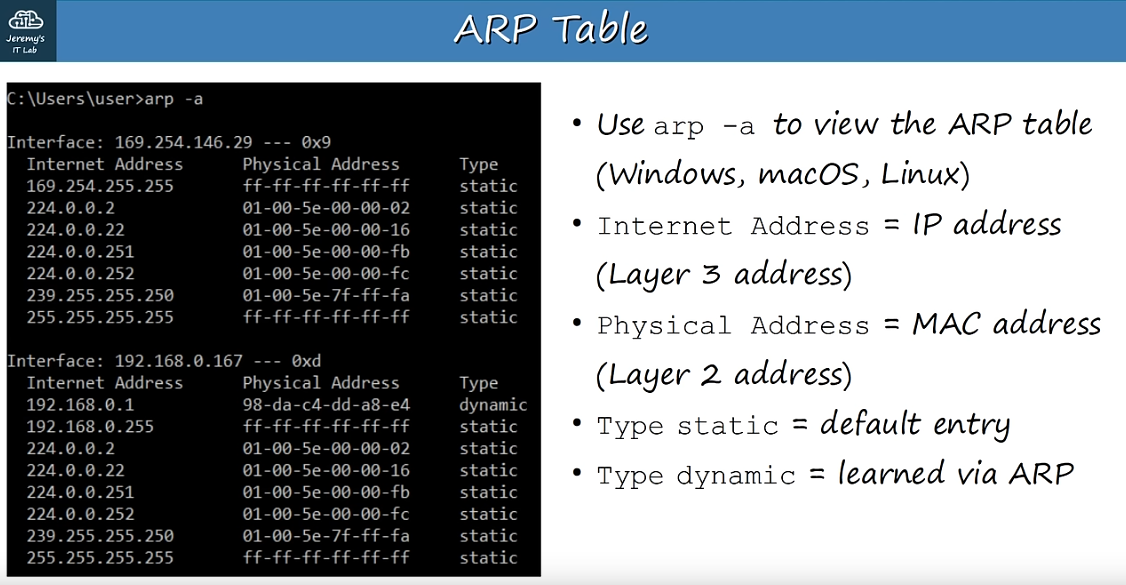 Jeremy's
IT Lab
ARP Table
C:\Users\user>arp -a
Interface: 169.254.146.29 --- 0x9
Internet Address Physical Address Type
169.254.255.255 ff-ff-ff-ff-ff-ff static
224.0.0.2 01-00-5e-00-00-02 static
224.0.0.22 01-00-5e-00-00-16 static
224.0.0.251 01-00-5e-00-00-fb static
224.0.0.252 01-00-5e-00-00-fc static
239.255.255.250 01-00-5e-7f-ff-fa static
255.255.255.255 ff-ff-ff-ff-ff-ff static
Interface: 192.168.0.167 --- 0xd
Internet Address Physical Address Type
192.168.0.1 98-da-c4-dd-a8-e4 dynamic
192.168.0.255 ff-ff-ff-ff-ff-ff static
224.0.0.2 01-00-5e-00-00-02 static
224.0.0.22 01-00-5e-00-00-16 static
224.0.0.251 01-00-5e-00-00-fb static
224.0.0.252 01-00-5e-00-00-fc static
239.255.255.250 01-00-5e-7f-ff-fa static
255.255.255.255 ff-ff-ff-ff-ff-ff static
• Use arp -a to view the ARP table
(Windows, macOS, Linux)
• Internet Address = IP address
(Layer 3 address)
• Physical Address = MAC address
(Layer 2 address)
• Type static = default entry
• Type dynamic = learned via ARP